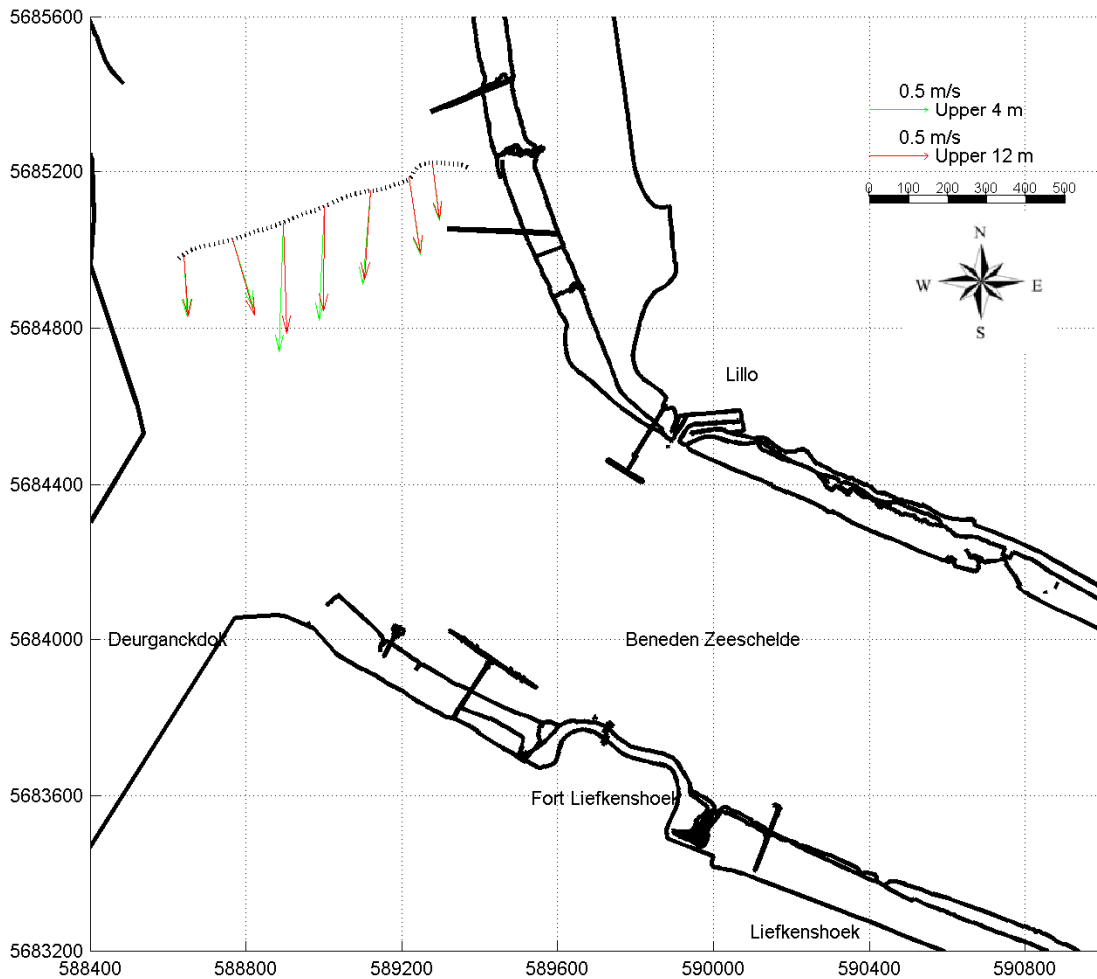 5685600
5685200
5684800
5684400
5684000
5683600
5683200
588400 588800 589200 589600 590000 590400 590800
0.5 m/s
Upper 4 m
0.5 m/s
Upper 12 m
0 100 200 300 400 500
N
W E
S
Lillo
Deurganckdok
Beneden Zeeschelde
Fort Liefkenshoek
Liefkenshoek